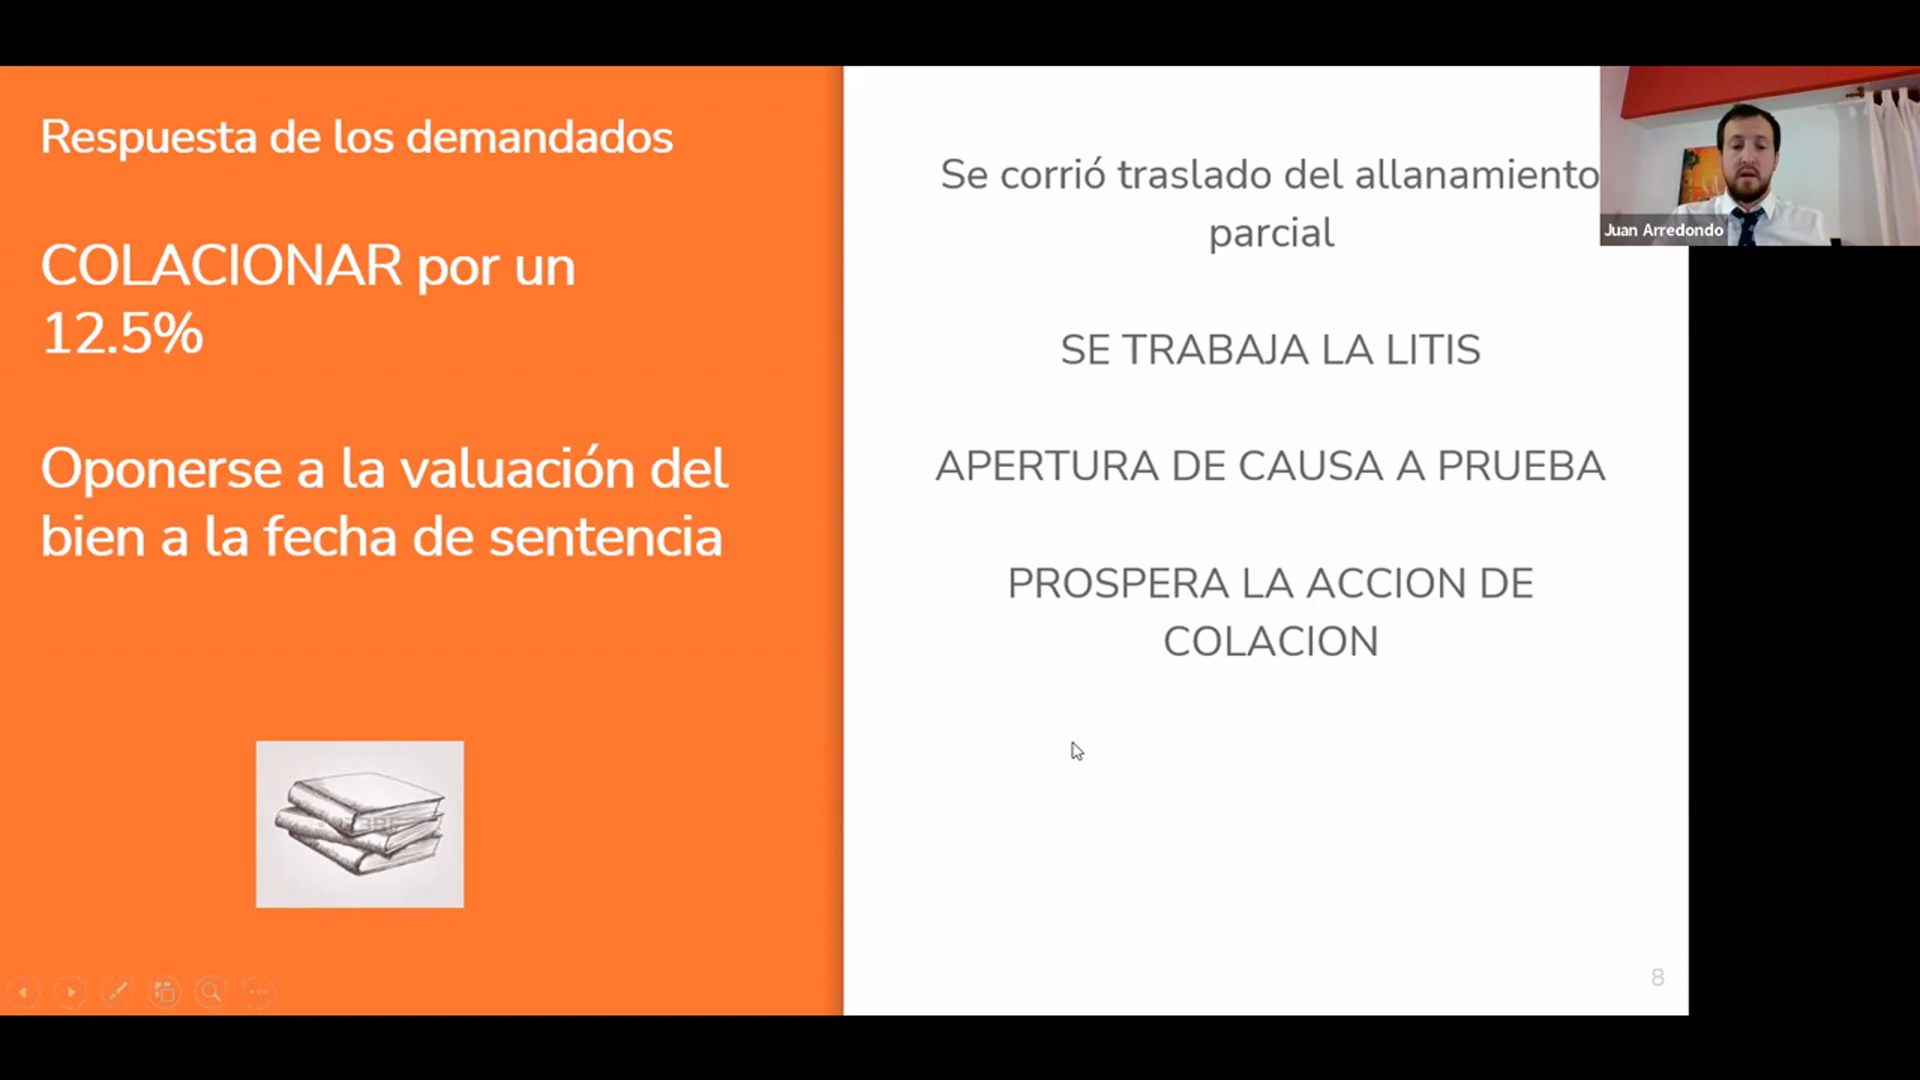 Respuesta de los demandados
COLACIONAR por un
12.5%
Oponerse a la valuación del
bien a la fecha de sentencia
Se corrió traslado del allanamiento
parcial
SE TRABAJA LA LITIS
APERTURA DE CAUSA A PRUEBA
PROSPERA LA ACCION DE
COLACION
8
Juan Arredondo